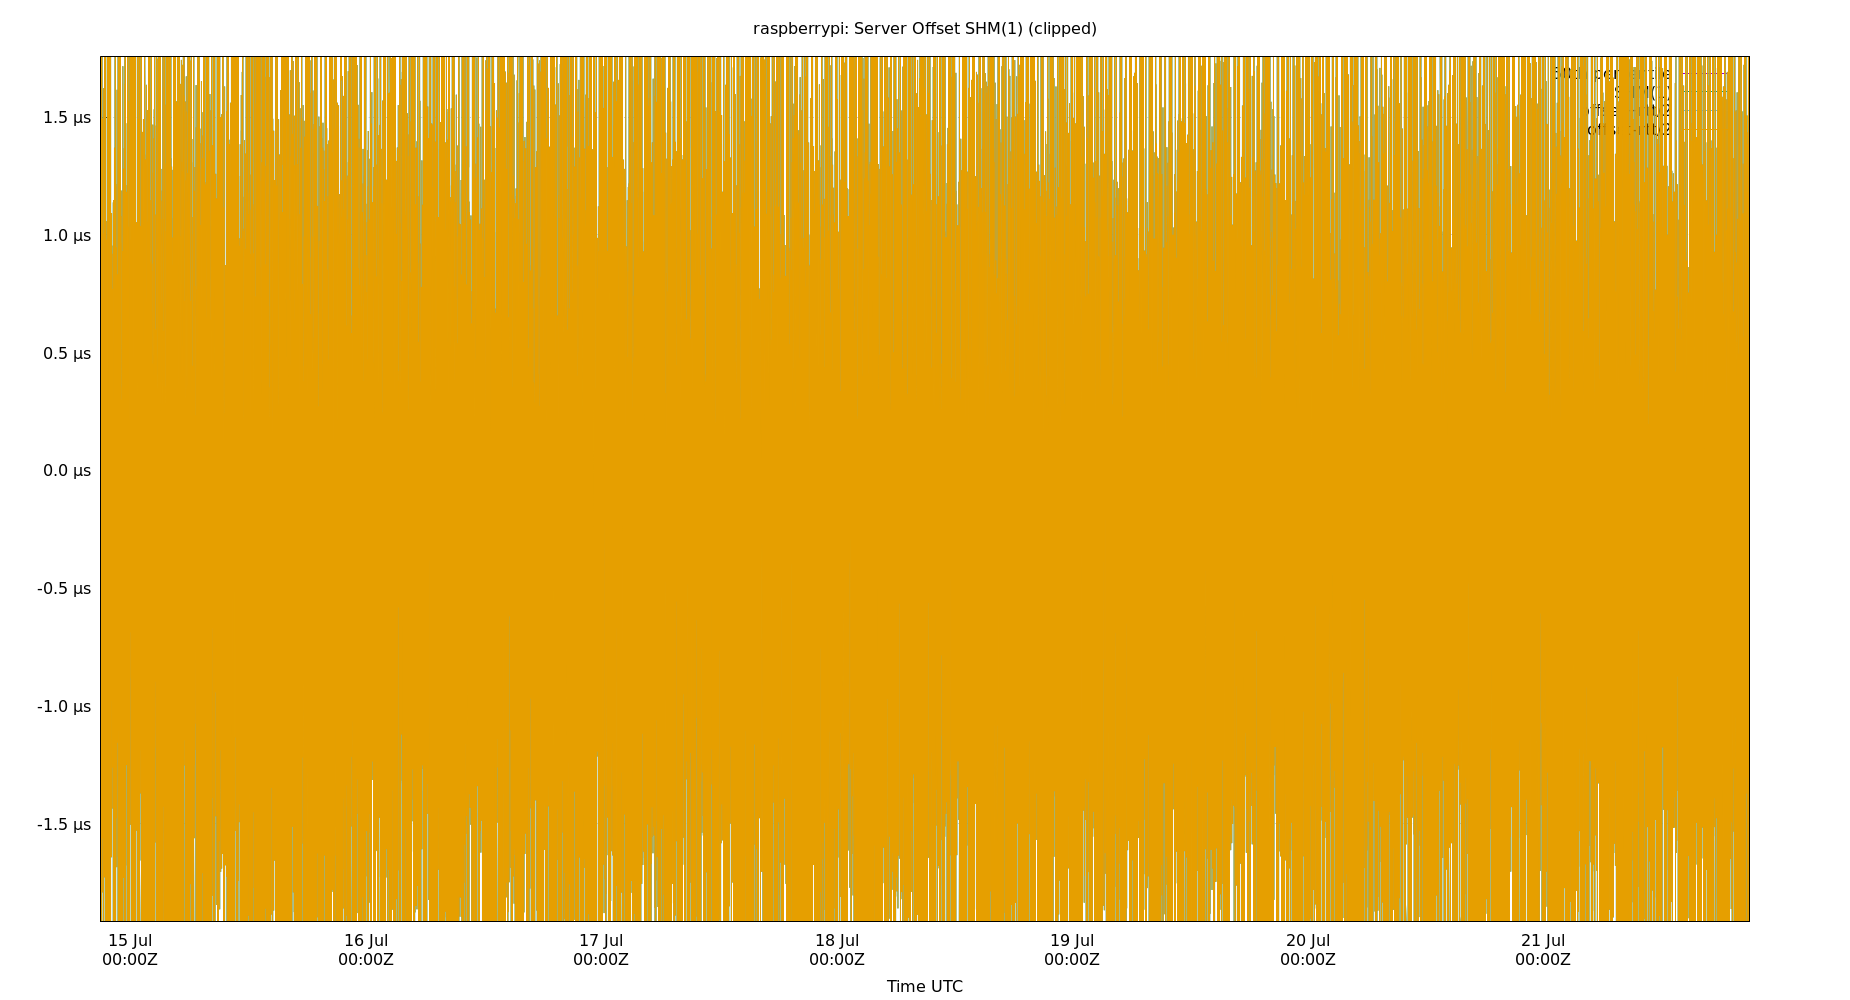 raspberrypi: Server Offset SHM(1) (clipped)
1.5 µs
1.0 µs
0.5 µs
0.0 µs
-0.5 µs
-1.0 µs
-1.5 µs
15 Jul 16 Jul 17 Jul 18 Jul 19 Jul 20 Jul 21 Jul
00:00Z 00:00Z 00:00Z 00:00Z 00:00Z 00:00Z 00:00Z
Time UTC